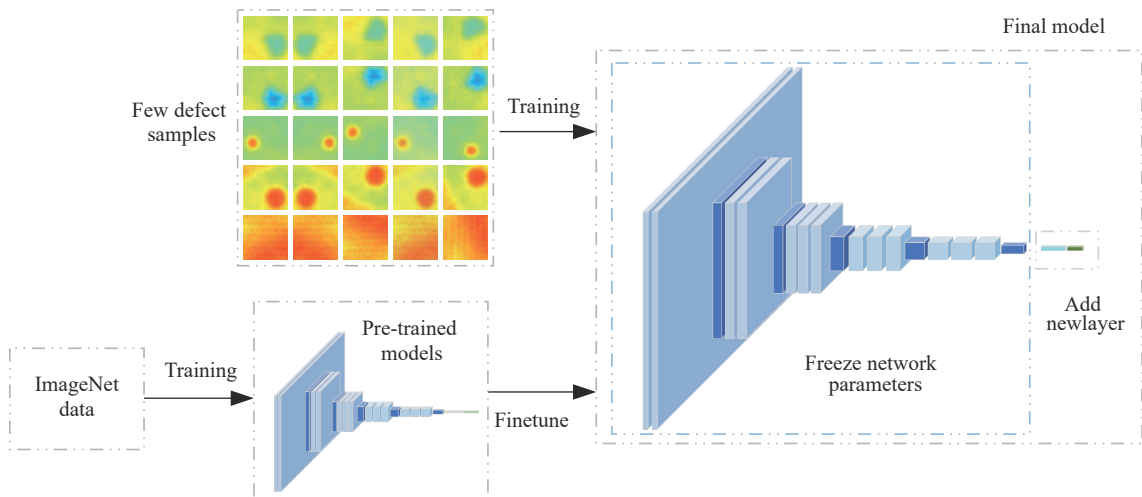 Final model
Few defect
samples
Training
Add
newlayer
Freeze network
parameters
Pre-trained
models
ImageNet
data
Training
Finetune